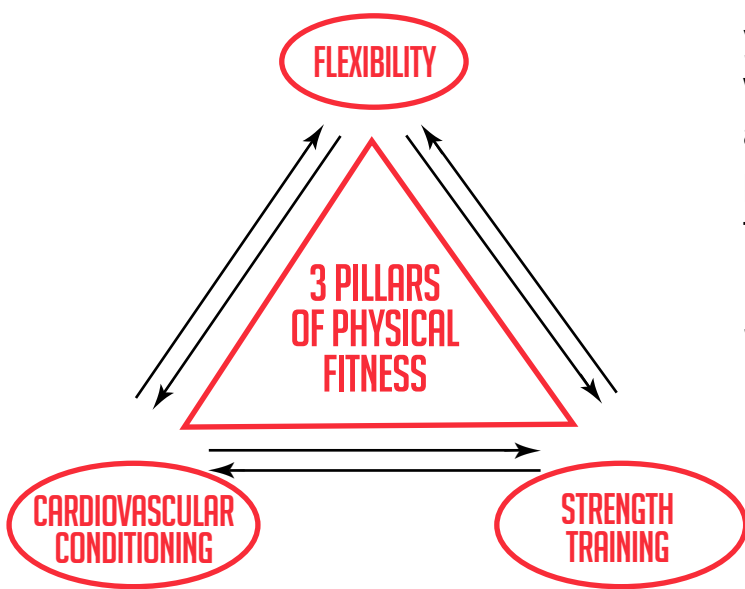 FLEXIBILITY
3 PILLARS
OF PHYSICAL
FITNESS
CARDIOVASCULAR
CONDITIONING
STRENGTH
TRAINING